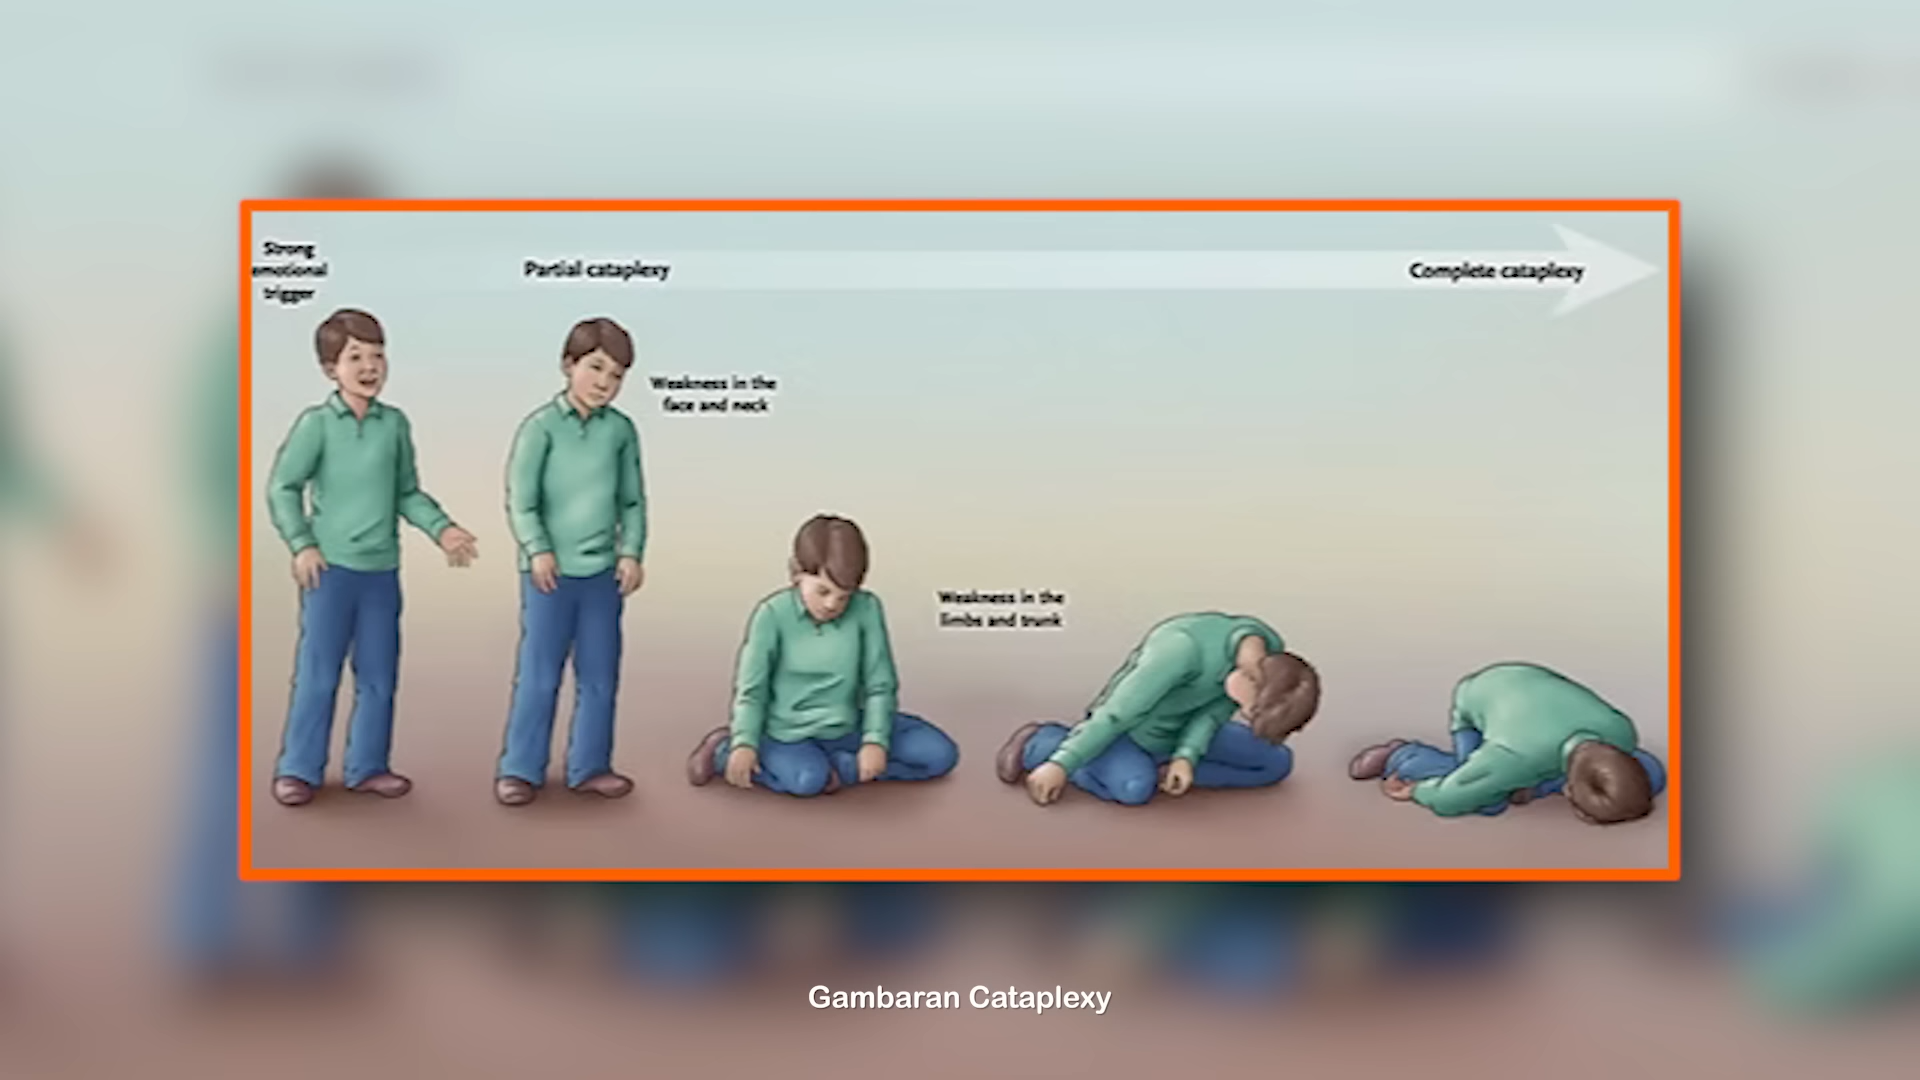 Strong
emotional
trigger
Partial cataplexy
Complete cataplexy
Weakness in the
face and neck
Weakness in the
limbs and trunk
Gambaran Cataplexy